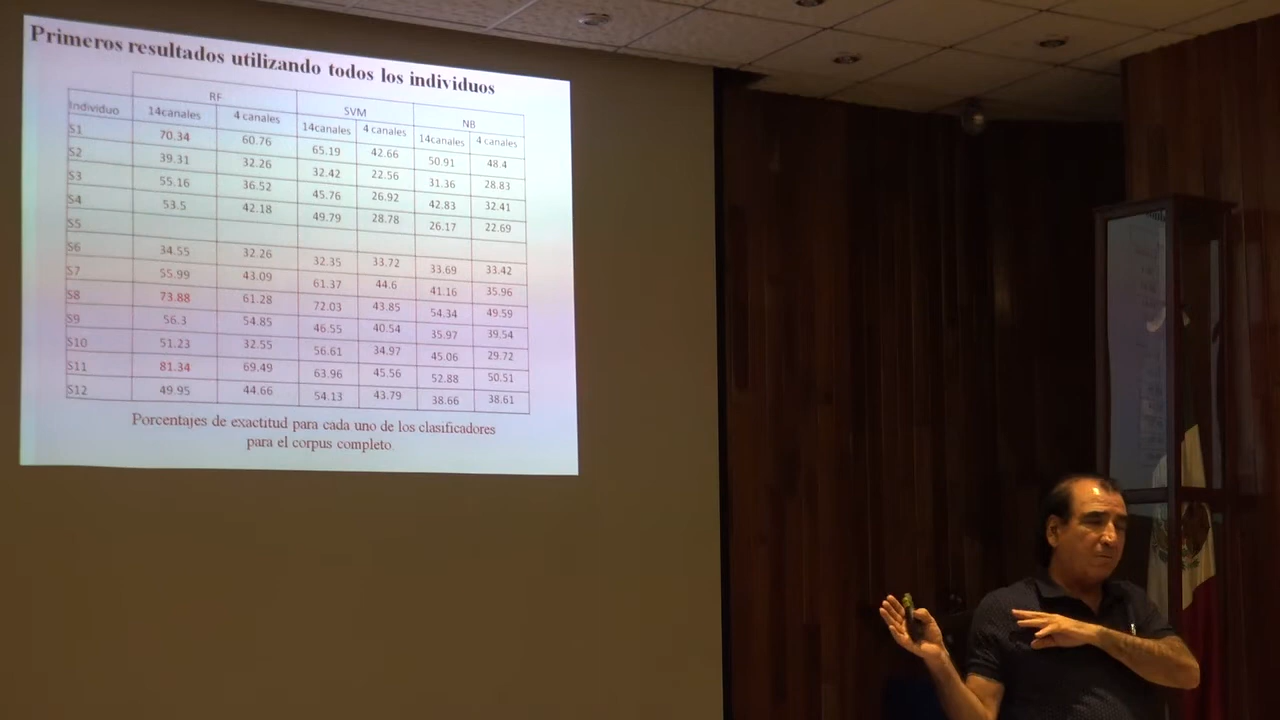 Primeros resultados utilizando todos los individuos
RF SVM NB
Individuo 14canales 4 canales 14canales 4 canales 14canales 4 canales
S1 70.34 60.76 65.19 42.66 50.91 48.4
S2 39.31 32.26 32.42 22.56 31.36 28.83
S3 55.16 36.52 45.76 26.92 42.83 32.41
S4 53.5 42.18 49.79 28.78 26.17 22.69
S5
S6 34.55 32.26 32.35 33.72 33.69 33.42
S7 55.99 43.09 61.37 44.6 41.16 35.96
S8 73.88 61.28 72.03 43.85 54.34 49.59
S9 56.3 54.85 46.55 40.54 35.97 39.54
S10 51.23 32.55 56.61 34.97 45.06 29.72
S11 81.34 69.49 63.96 45.56 52.88 50.51
S12 49.95 44.66 54.13 43.79 38.66 38.61
Porcentajes de exactitud para cada uno de los clasificadores
para el corpus completo.